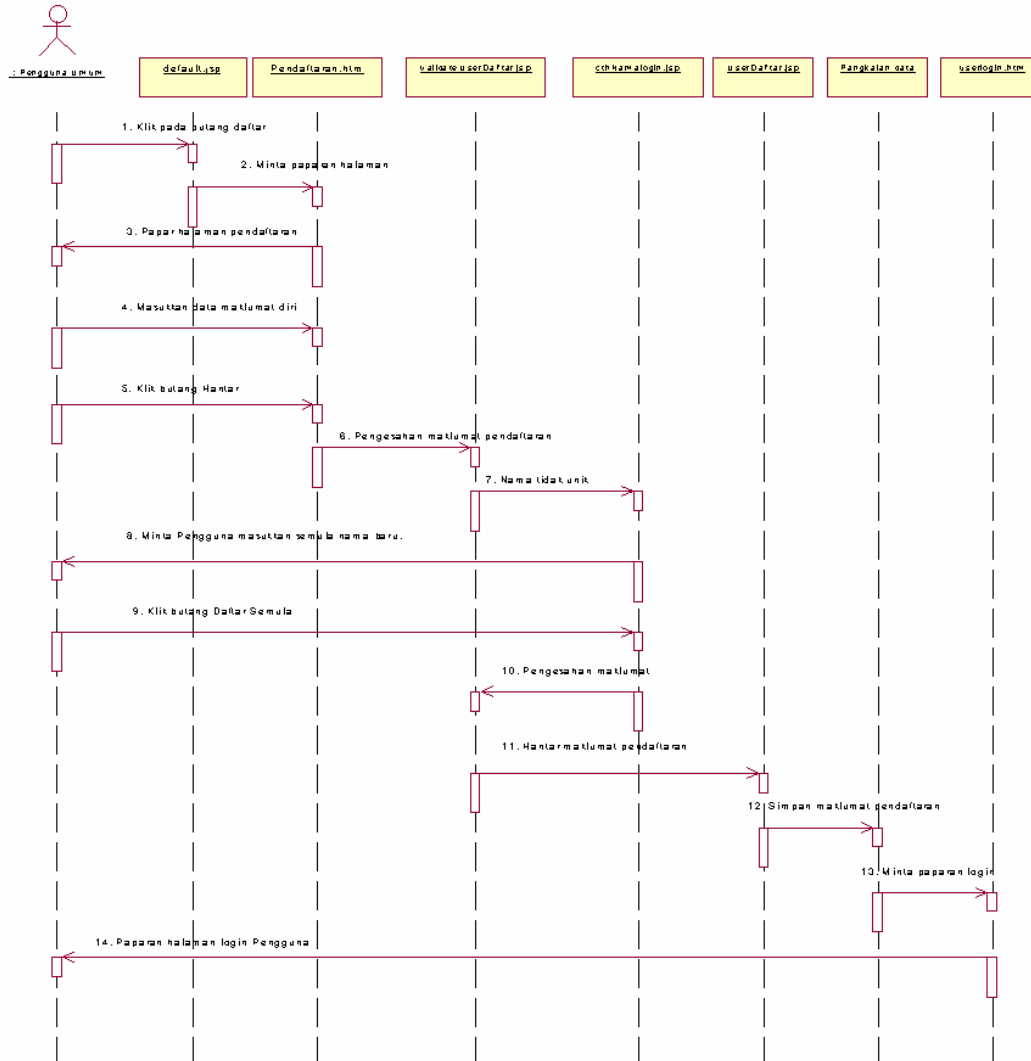 : Pengguna umum
default.jsp
Pendaftaran.htm
validateuserDaftar.jsp
cthNamalogin.jsp
userDaftar.jsp
Pangkalan data
userlogin.htm
1. Klik pada butang daftar
2. Minta paparan halaman
3. Papar halaman pendaftaran
4. Masukkan data maklumat diri
5. Klik butang Hantar
6. Pengesahan maklumat pendaftaran
7. Nama tidak unik
8. Minta Pengguna masukkan semula nama baru.
9. Klik butang Daftar Semula
10. Pengesahan maklumat
11. Hantar maklumat pendaftaran
12. Simpan maklumat pendaftaran
13. Minta paparan login
14. Paparan halaman login Pengguna